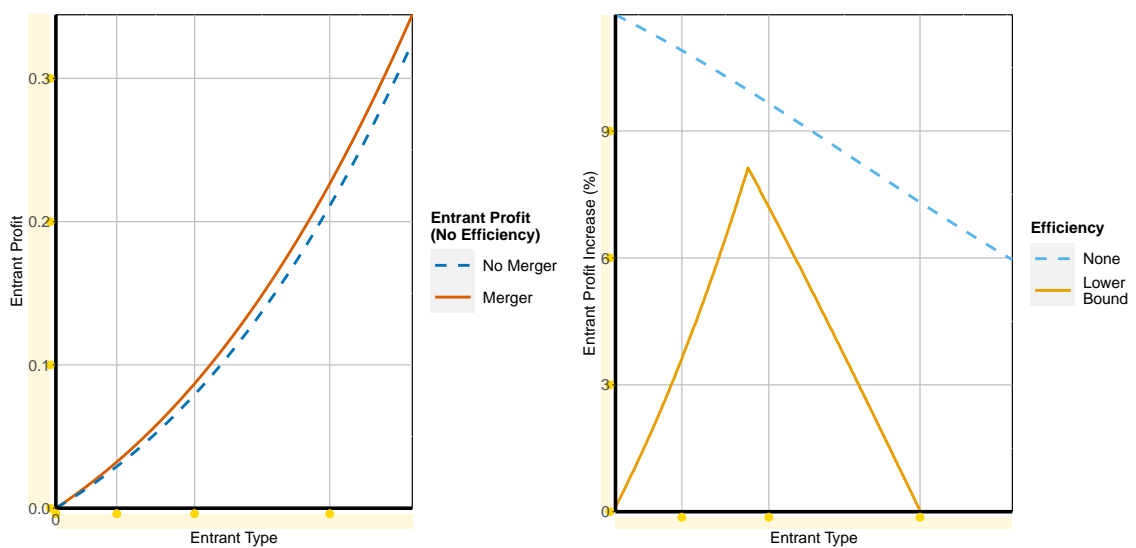 0.3
0.2
0.1
0.0
0
Entrant Profit
Entrant Type
Entrant Profit
(No Efficiency)
No Merger
Merger
9
6
3
0
Entrant Profit Increase (%)
Entrant Type
Efficiency
None
Lower
Bound